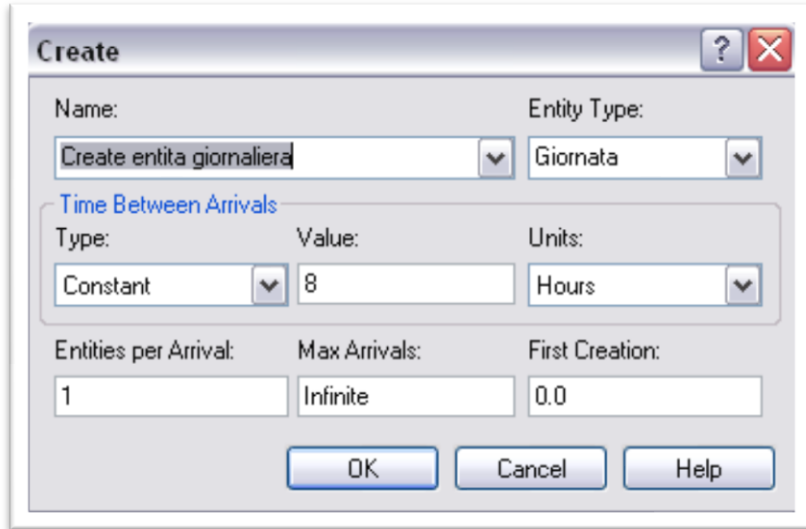 Create
?
Name: Entity Type:
Create entita giornaliera Giornata
Time Between Arrivals
Type: Value: Units:
Constant 8 Hours
Entities per Arrival: Max Arrivals: First Creation:
1 Infinite 0.0
OK Cancel Help